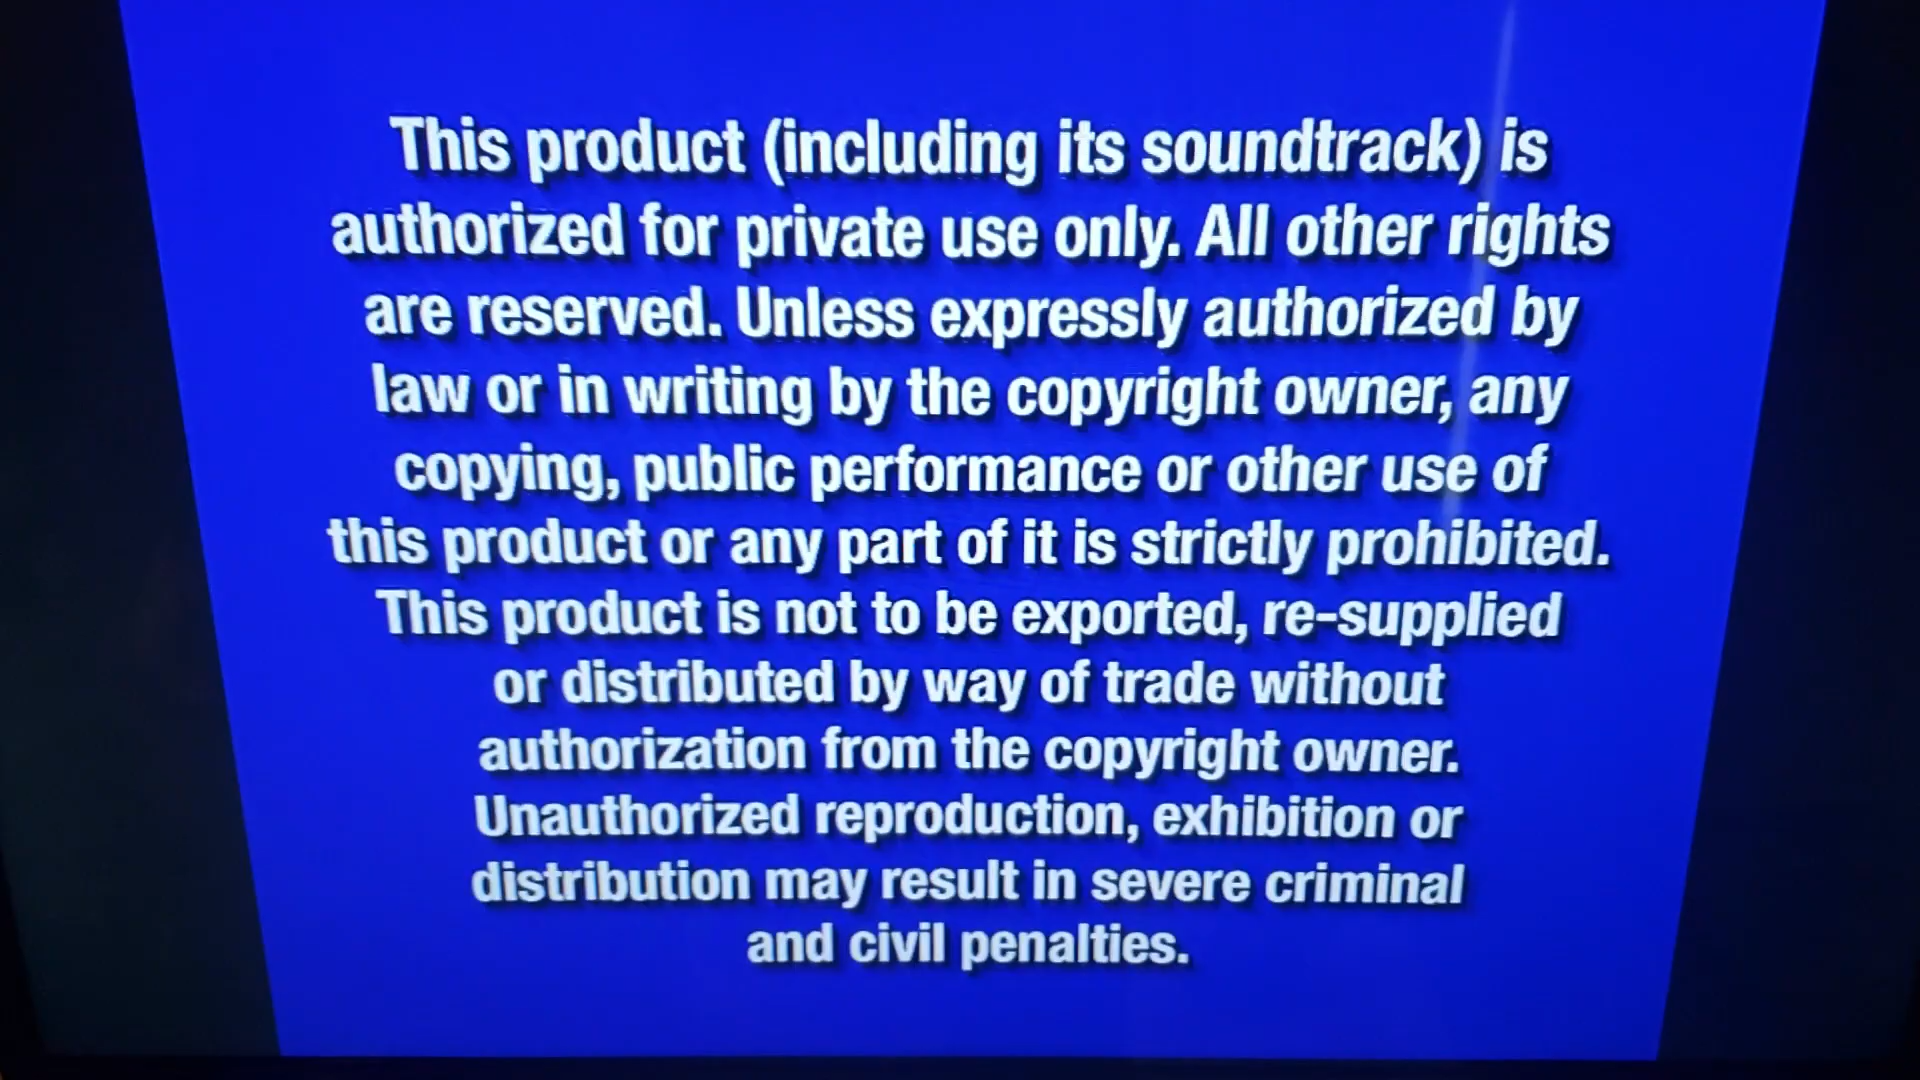 This product (including its soundtrack) is
authorized for private use only. All other rights
are reserved. Unless expressly authorized by
law or in writing by the copyright owner, any
copying, public performance or other use of
this product or any part of it is strictly prohibited.
This product is not to be exported, re-supplied
or distributed by way of trade without
authorization from the copyright owner.
Unauthorized reproduction, exhibition or
distribution may result in severe criminal
and civil penalties.